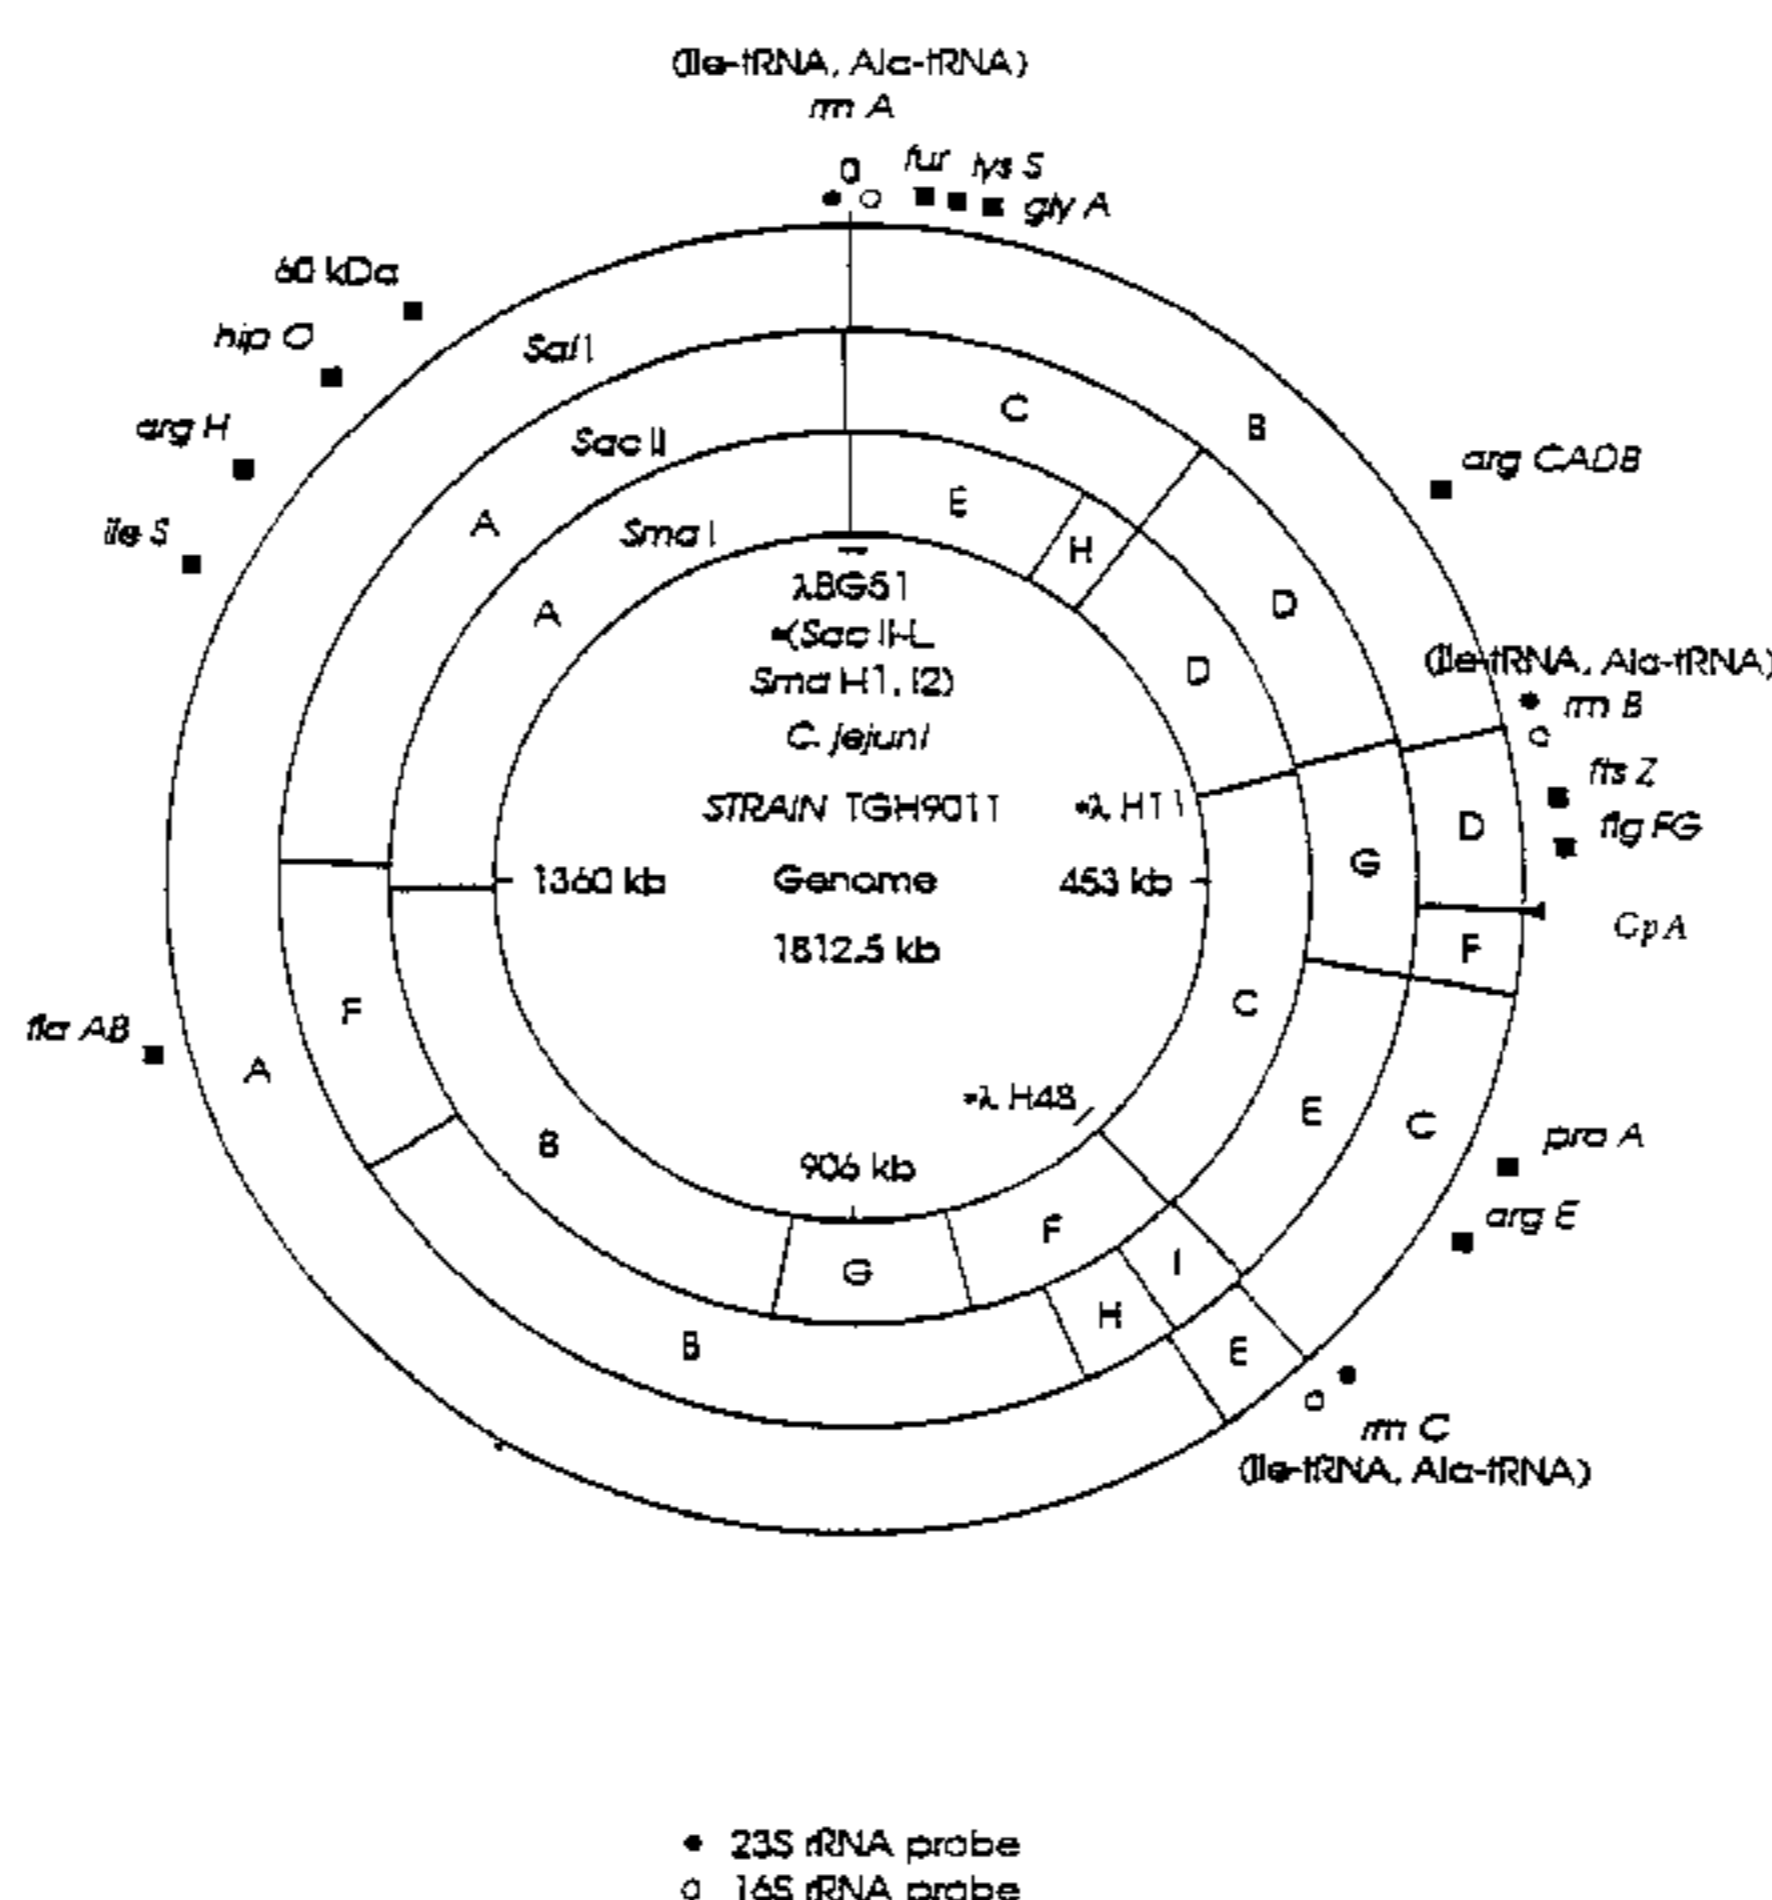 (Ile-tRNA, Ala-tRNA)
rrn A
0
fur
lys S
gly A
60 kDa
hip O
arg H
ile S
fla AB
Sal I
Sac II
Sma I
C
B
E
H
A
A
D
D
arg CADB
(Ile-tRNA, Ala-tRNA)
rrn B
fts Z
flg FG
CpA
λBG51
*(Sac II-L
Sma H1, I2)
C. jejuni
STRAIN TGH9011
*λ H11
1360 kb
Genome
453 kb
1812.5 kb
D
G
F
C
F
A
B
E
C
*λ H48
906 kb
pro A
arg E
F
I
G
H
B
E
rrn C
(Ile-tRNA, Ala-tRNA)
● 23S rRNA probe
○ 16S rRNA probe